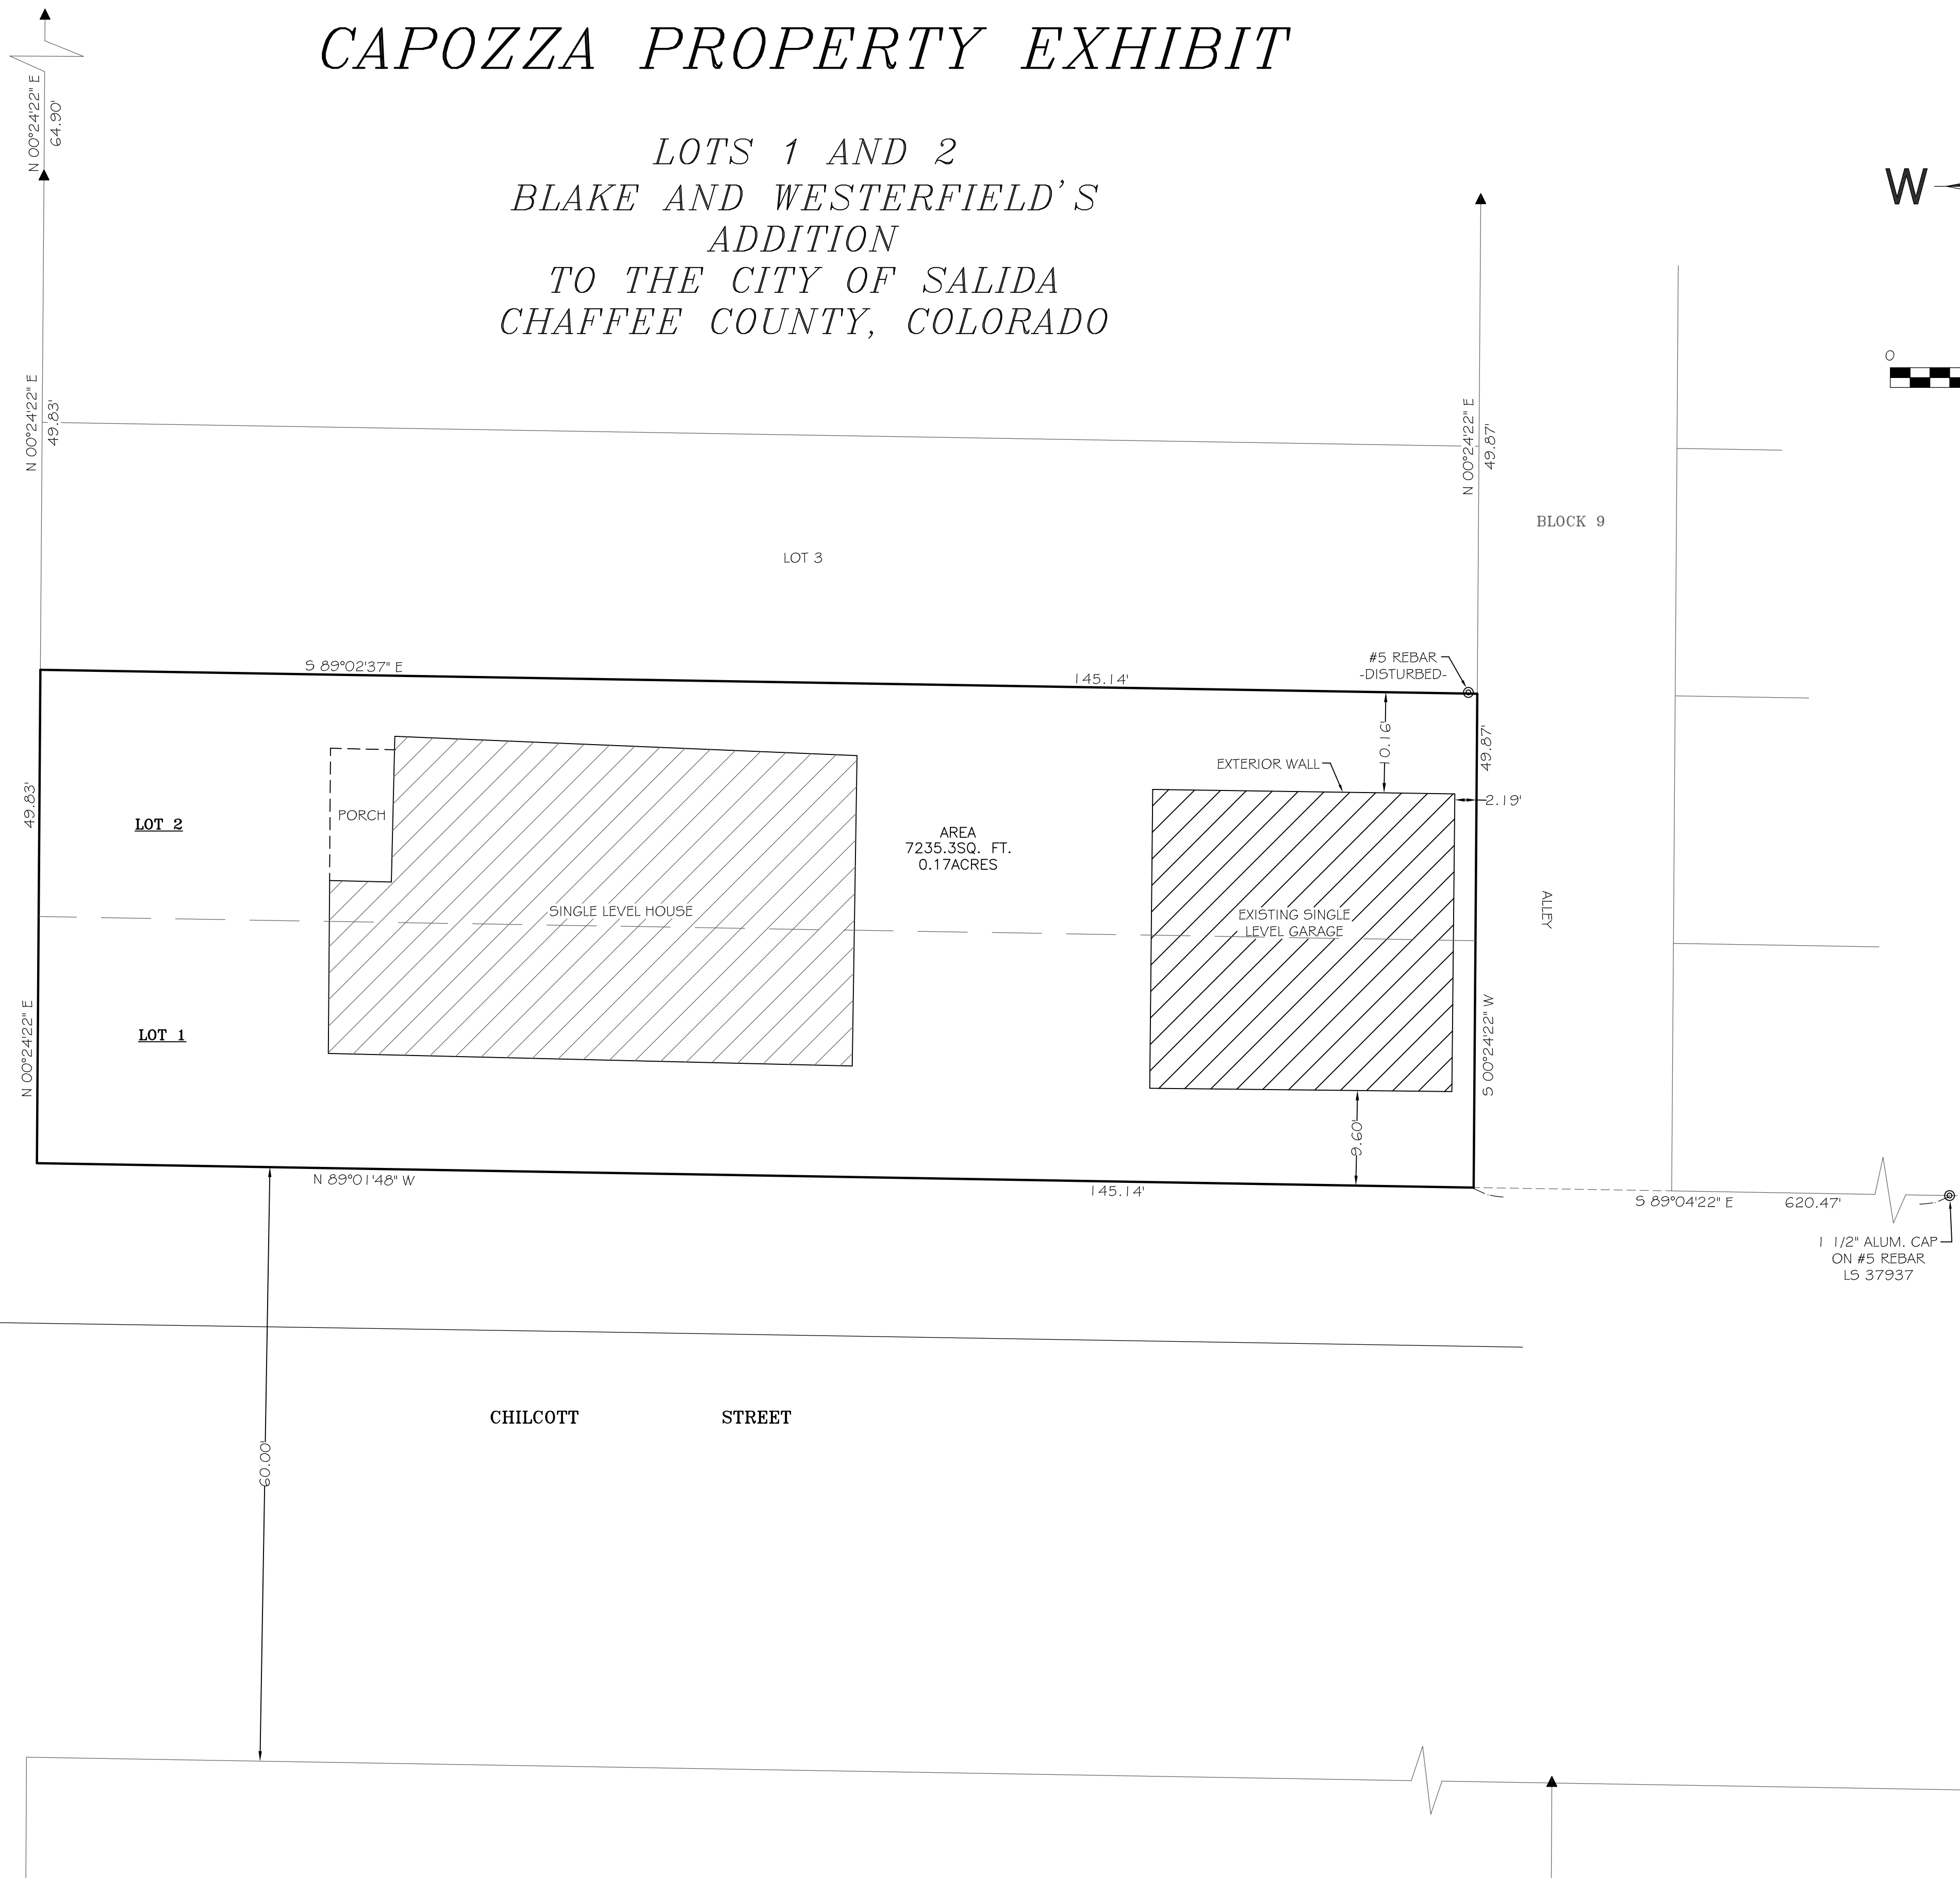 CAPOZZA PROPERTY EXHIBIT
LOTS 1 AND 2
BLAKE AND WESTERFIELD'S
ADDITION
TO THE CITY OF SALIDA
CHAFFEE COUNTY, COLORADO
N 00°24'22" E
64.90'
W
0
N 00°24'22" E
49.83'
N 00°24'22" E
49.87'
BLOCK 9
LOT 3
S 89°02'37" E
145.14'
#5 REBAR
-DISTURBED-
10.16'
49.87'
EXTERIOR WALL
2.19'
49.83'
LOT 2
PORCH
AREA
7235.3SQ. FT.
0.17ACRES
SINGLE LEVEL HOUSE
EXISTING SINGLE
LEVEL GARAGE
ALLEY
N 00°24'22" E
LOT 1
S 00°24'22" W
9.60'
N 89°01'48" W
145.14'
S 89°04'22" E
620.47'
1 1/2" ALUM. CAP
ON #5 REBAR
LS 37937
CHILCOTT STREET
60.00'